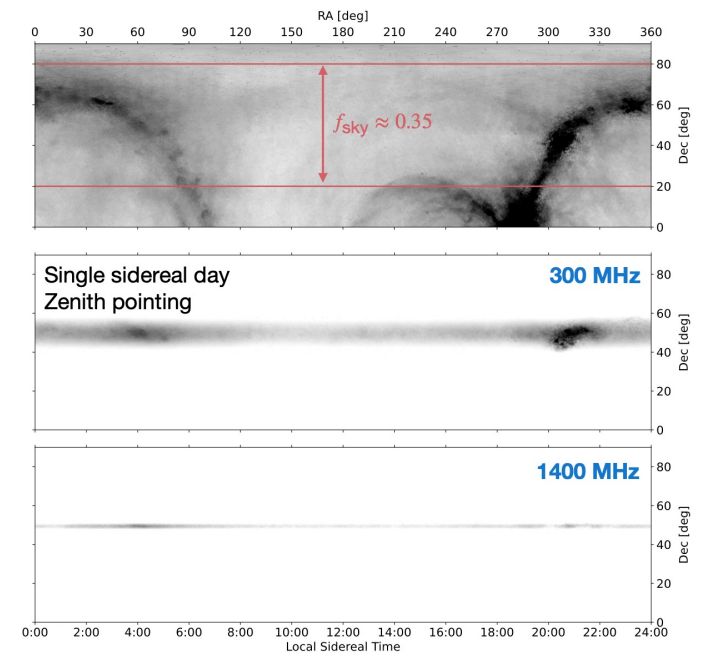 RA [deg]
0 30 60 90 120 150 180 210 240 270 300 330 360
80
60
40
20
0
Dec [deg]
fsky ≈ 0.35
Single sidereal day
Zenith pointing
300 MHz
80
60
40
20
0
Dec [deg]
1400 MHz
80
60
40
20
0
Dec [deg]
0:00 2:00 4:00 6:00 8:00 10:00 12:00 14:00 16:00 18:00 20:00 22:00 24:00
Local Sidereal Time